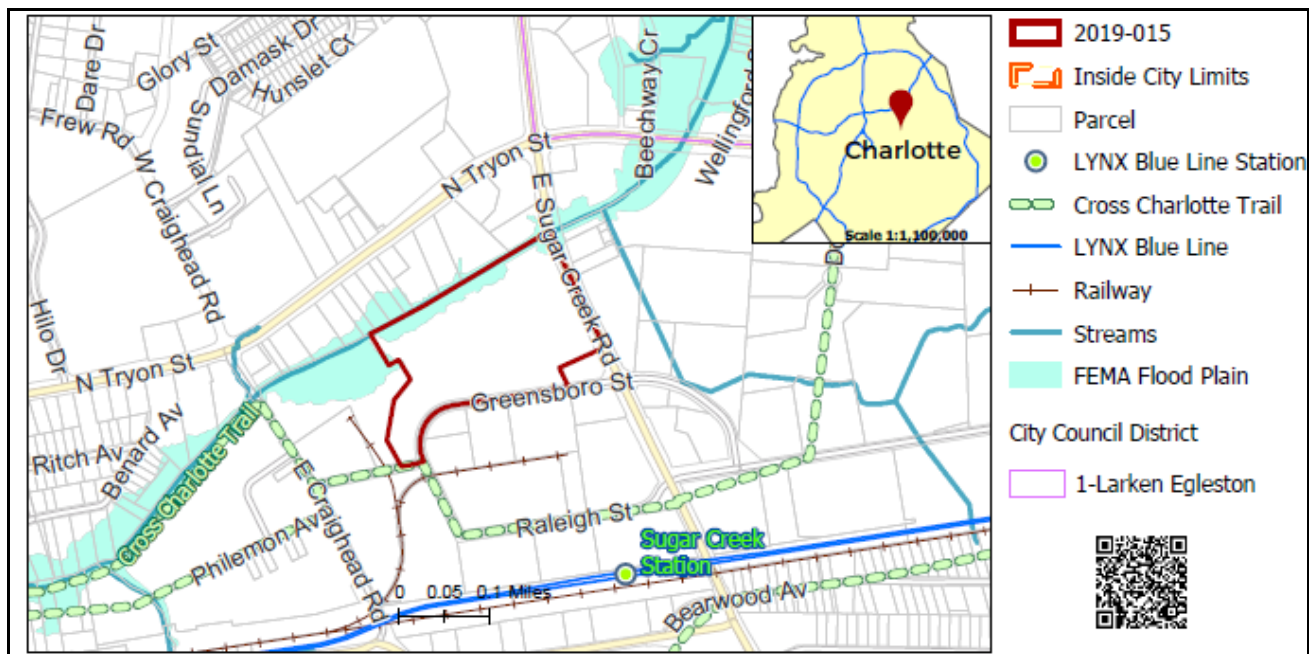 Dare Dr
Glory St
Damask Dr
Hunslet Cr
Frew Rd
W Craighead Rd
Sundial Ln
N Tryon St
E Sugar Creek Rd
Beechway Cr
Wellingford S
Charlotte
Scale 1:1,100,000
Do
Hilo Dr
N Tryon St
Greensboro St
Benard Av
Ritch Av
Cross Charlotte Trail
E Craighead Rd
Philemon Av
Raleigh St
Sugar Creek
Station
Bearwood Av
0 0.05 0.1 Miles
2019-015
Inside City Limits
Parcel
LYNX Blue Line Station
Cross Charlotte Trail
LYNX Blue Line
Railway
Streams
FEMA Flood Plain
City Council District
1-Larken Egleston